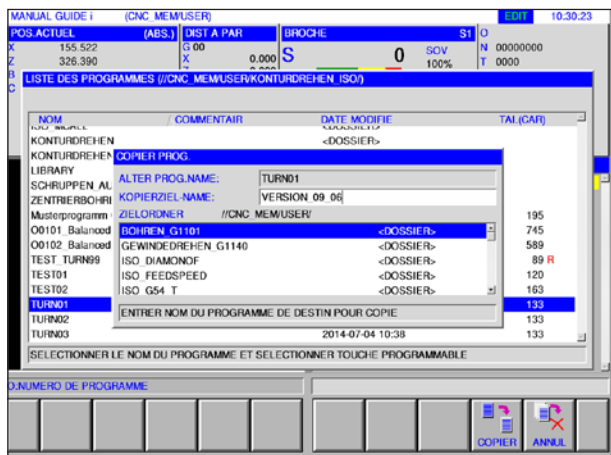 MANUAL GUIDE i (CNC_MEM/USER) EDIT 10:30:23
POS.ACTUEL (ABS.) DIST A PAR BROCHE S1 O
X 155.522 G 00 S 0 SOV N 00000000
Z 326.390 X 0.000 100% T 0000
B
C
LISTE DES PROGRAMMES (//CNC_MEM/USER/KONTURDREHEN_ISO/)
NOM / COMMENTAIR DATE MODIFIE TAI.(CAR)
KONTURDREHEN <DOSSIER>
KONTURDREHEN
LIBRARY
SCHRUPPEN_AU
ZENTRIERBOHRE
Musterprogramm 195
O0101_Balanced 745
O0102_Balanced 589
TEST_TURN99 89 R
TEST01 120
TEST02 163
TURN01 133
TURN02 133
TURN03 2014-07-04 10:38 133
COPIER PROG.
ALTER PROG.NAME: TURN01
KOPIERZIEL-NAME: VERSION_09_06
ZIELORDNER //CNC_MEM/USER/
BOHREN_G1101 <DOSSIER>
GEWINDEDREHEN_G1140 <DOSSIER>
ISO_DIAMONOF <DOSSIER>
ISO_FEEDSPEED <DOSSIER>
ISO_G54_T <DOSSIER>
ENTRER NOM DU PROGRAMME DE DESTIN POUR COPIE
SELECTIONNER LE NOM DU PROGRAMME ET SELECTIONNER TOUCHE PROGRAMMABLE
O:NUMERO DE PROGRAMME
COPIER ANNUL